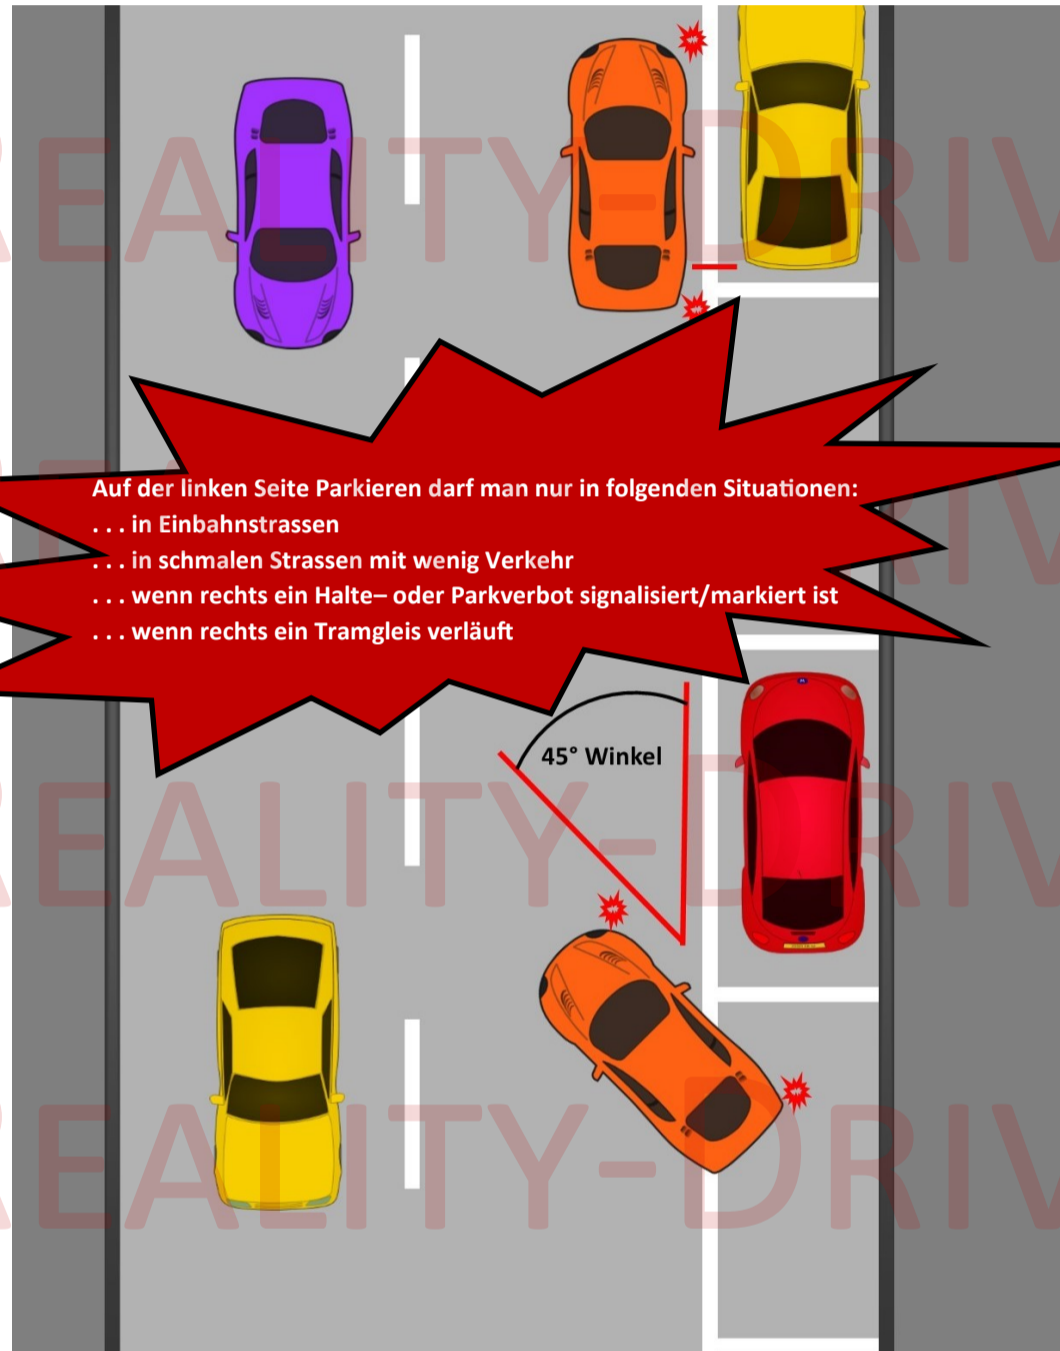 Auf der linken Seite Parkieren darf man nur in folgenden Situationen:
. . . in Einbahnstrassen
. . . in schmalen Strassen mit wenig Verkehr
. . . wenn rechts ein Halte– oder Parkverbot signalisiert/markiert ist
. . . wenn rechts ein Tramgleis verläuft
45° Winkel
REALITY-DRIV
REALITY-DRIV
REALITY-DRIV